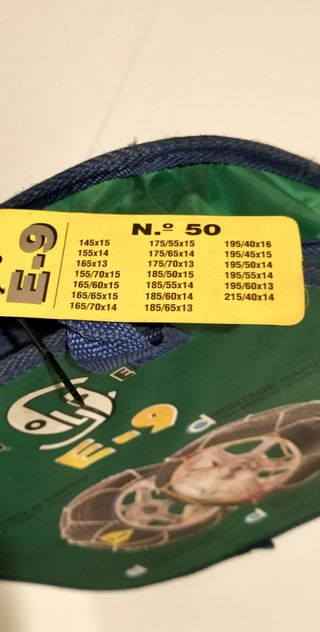 E-9
N.º 50
145x15
155x14
165x13
155/70x15
165/60x15
165/65x15
165/70x14
175/55x15
175/65x14
175/70x13
185/50x15
185/55x14
185/60x14
185/65x13
195/40x16
195/45x15
195/50x14
195/55x14
195/60x13
215/40x14
E
E-9
MONTAGE RAPIDE